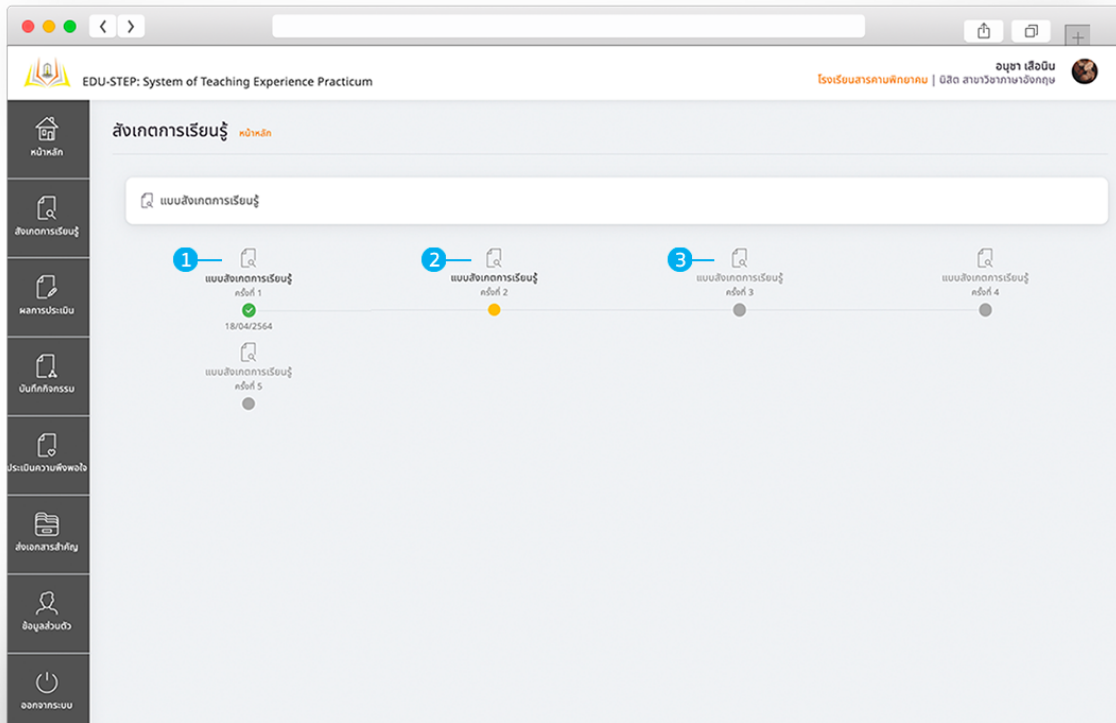 EDU-STEP: System of Teaching Experience Practicum
อนุชา เสือนิน
โรงเรียนสารคามพิทยาคม | นิสิต สาขาวิชาภาษาอังกฤษ
หน้าหลัก
สังเกตการเรียนรู้
ผลการประเมิน
บันทึกกิจกรรม
ประเมินความพึงพอใจ
ส่งเอกสารสำคัญ
ข้อมูลส่วนตัว
ออกจากระบบ
สังเกตการเรียนรู้ หน้าหลัก
แบบสังเกตการเรียนรู้
1
แบบสังเกตการเรียนรู้
ครั้งที่ 1
18/04/2564
2
แบบสังเกตการเรียนรู้
ครั้งที่ 2
3
แบบสังเกตการเรียนรู้
ครั้งที่ 3
แบบสังเกตการเรียนรู้
ครั้งที่ 4
แบบสังเกตการเรียนรู้
ครั้งที่ 5